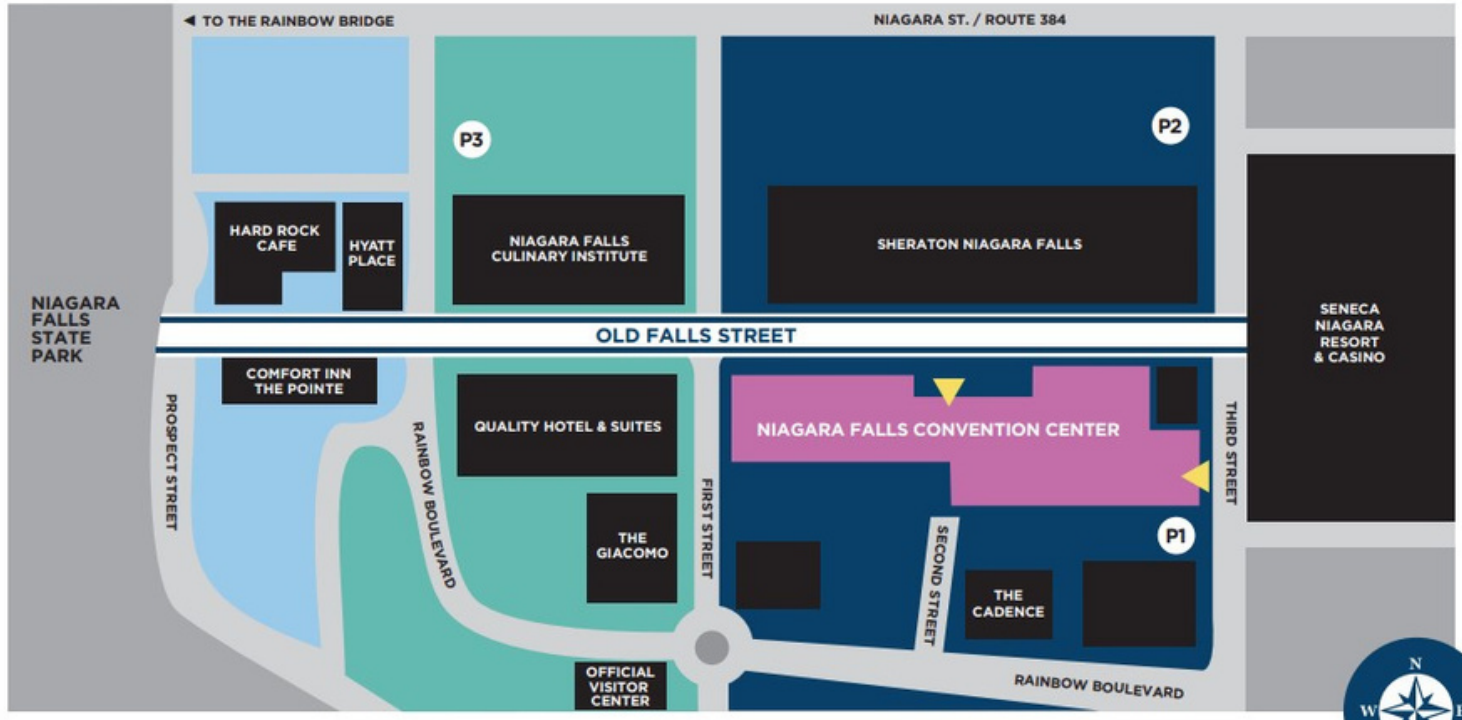 ◄ TO THE RAINBOW BRIDGE
NIAGARA ST. / ROUTE 384
P3
P2
HARD ROCK
CAFE
HYATT
PLACE
NIAGARA FALLS
CULINARY INSTITUTE
SHERATON NIAGARA FALLS
NIAGARA
FALLS
STATE
PARK
SENECA
NIAGARA
RESORT
& CASINO
OLD FALLS STREET
COMFORT INN
THE POINTE
PROSPECT STREET
RAINBOW BOULEVARD
QUALITY HOTEL & SUITES
FIRST STREET
NIAGARA FALLS CONVENTION CENTER
THIRD STREET
THE
GIACOMO
SECOND STREET
P1
THE
CADENCE
OFFICIAL
VISITOR
CENTER
RAINBOW BOULEVARD
N
W
E